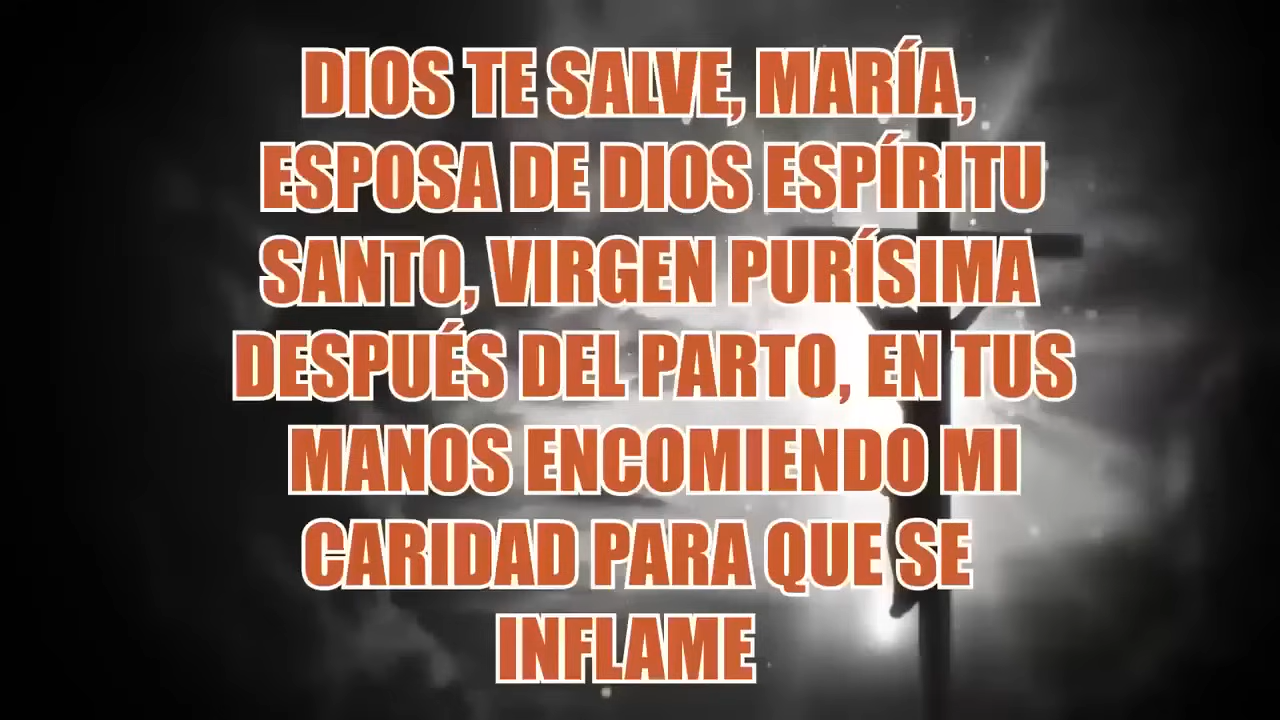 DIOS TE SALVE, MARÍA,
ESPOSA DE DIOS ESPÍRITU
SANTO, VIRGEN PURÍSIMA
DESPUÉS DEL PARTO, EN TUS
MANOS ENCOMIENDO MI
CARIDAD PARA QUE SE
INFLAME